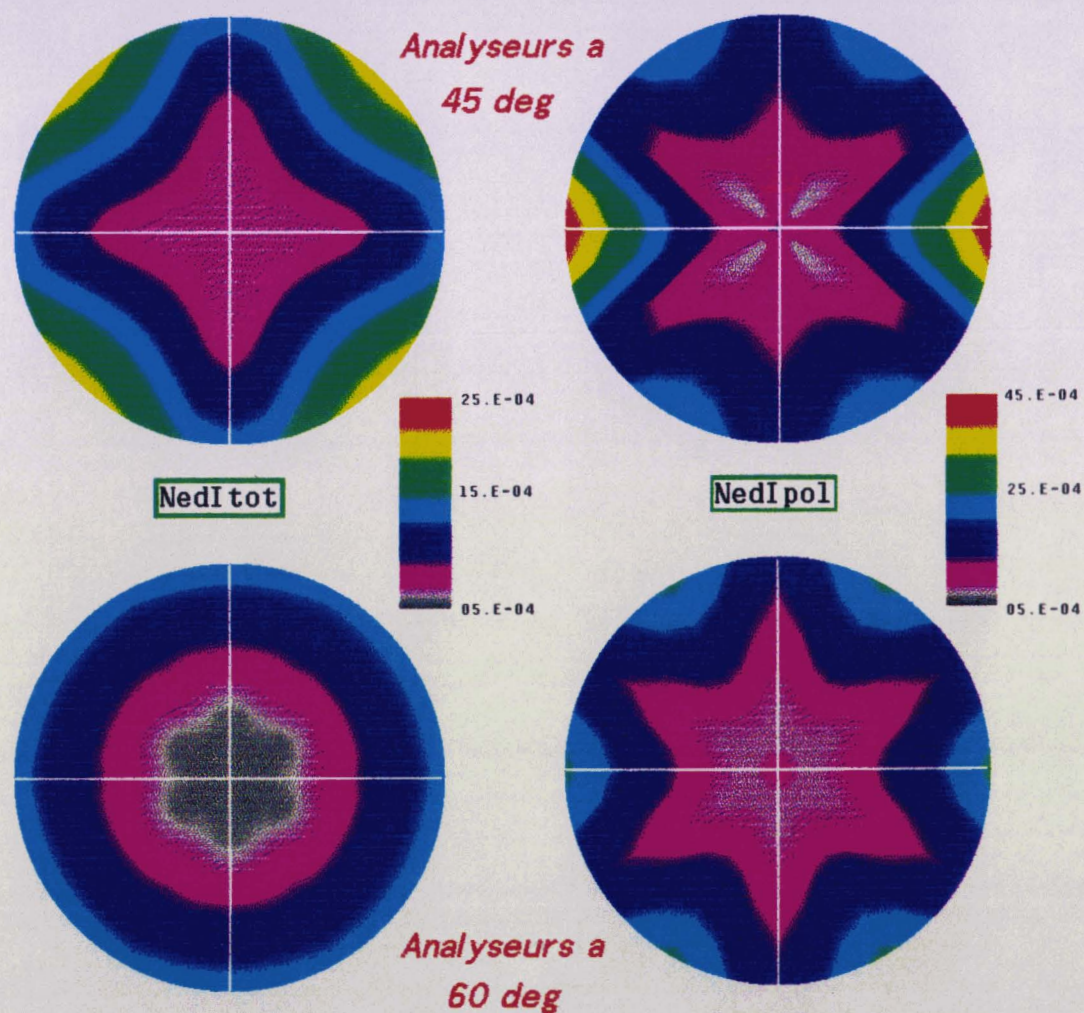 Analyseurs a
45 deg
25.E-04
15.E-04
05.E-04
NedItot
45.E-04
25.E-04
05.E-04
NedIpol
Analyseurs a
60 deg